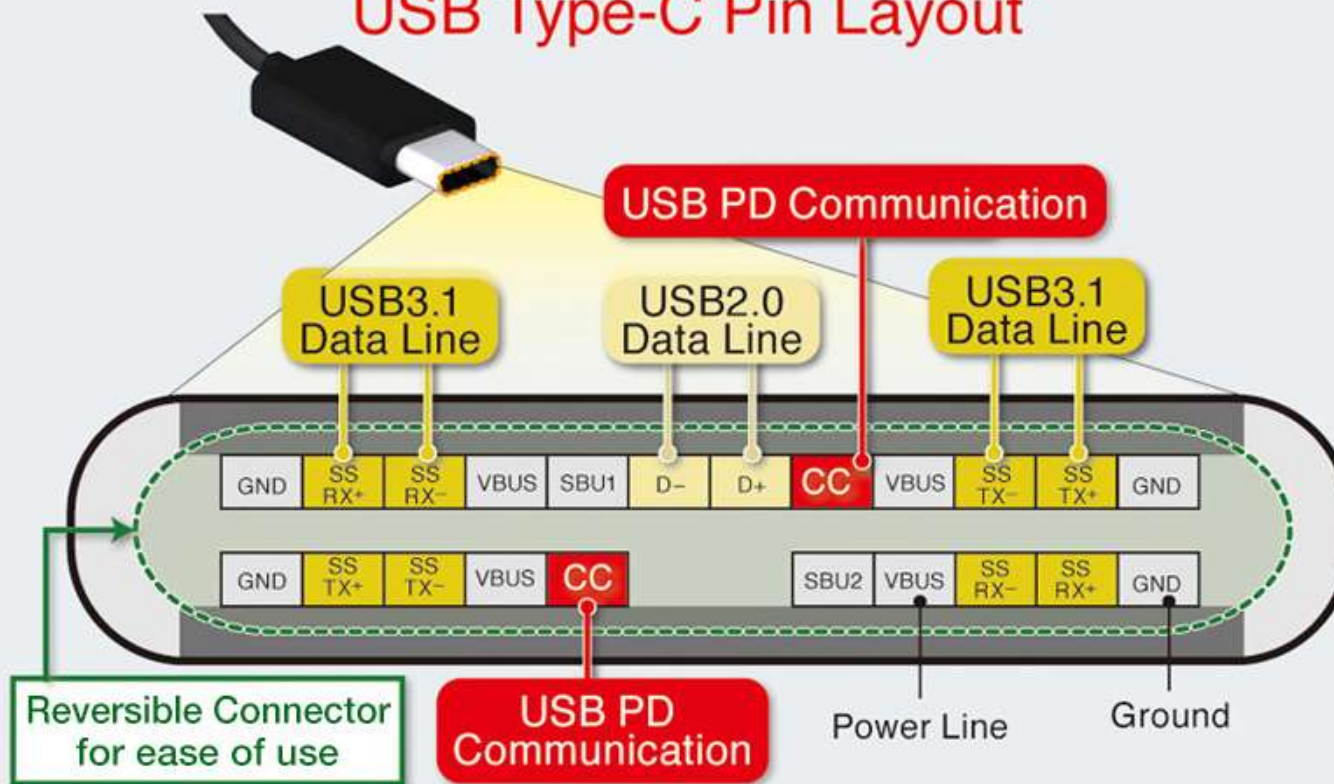 USB Type-C Pin Layout
USB PD Communication
USB3.1
Data Line
USB2.0
Data Line
USB3.1
Data Line
GND SS RX+ SS RX− VBUS SBU1 D− D+ CC VBUS SS TX− SS TX+ GND
GND SS TX+ SS TX− VBUS CC SBU2 VBUS SS RX− SS RX+ GND
Reversible Connector
for ease of use
USB PD
Communication
Power Line
Ground